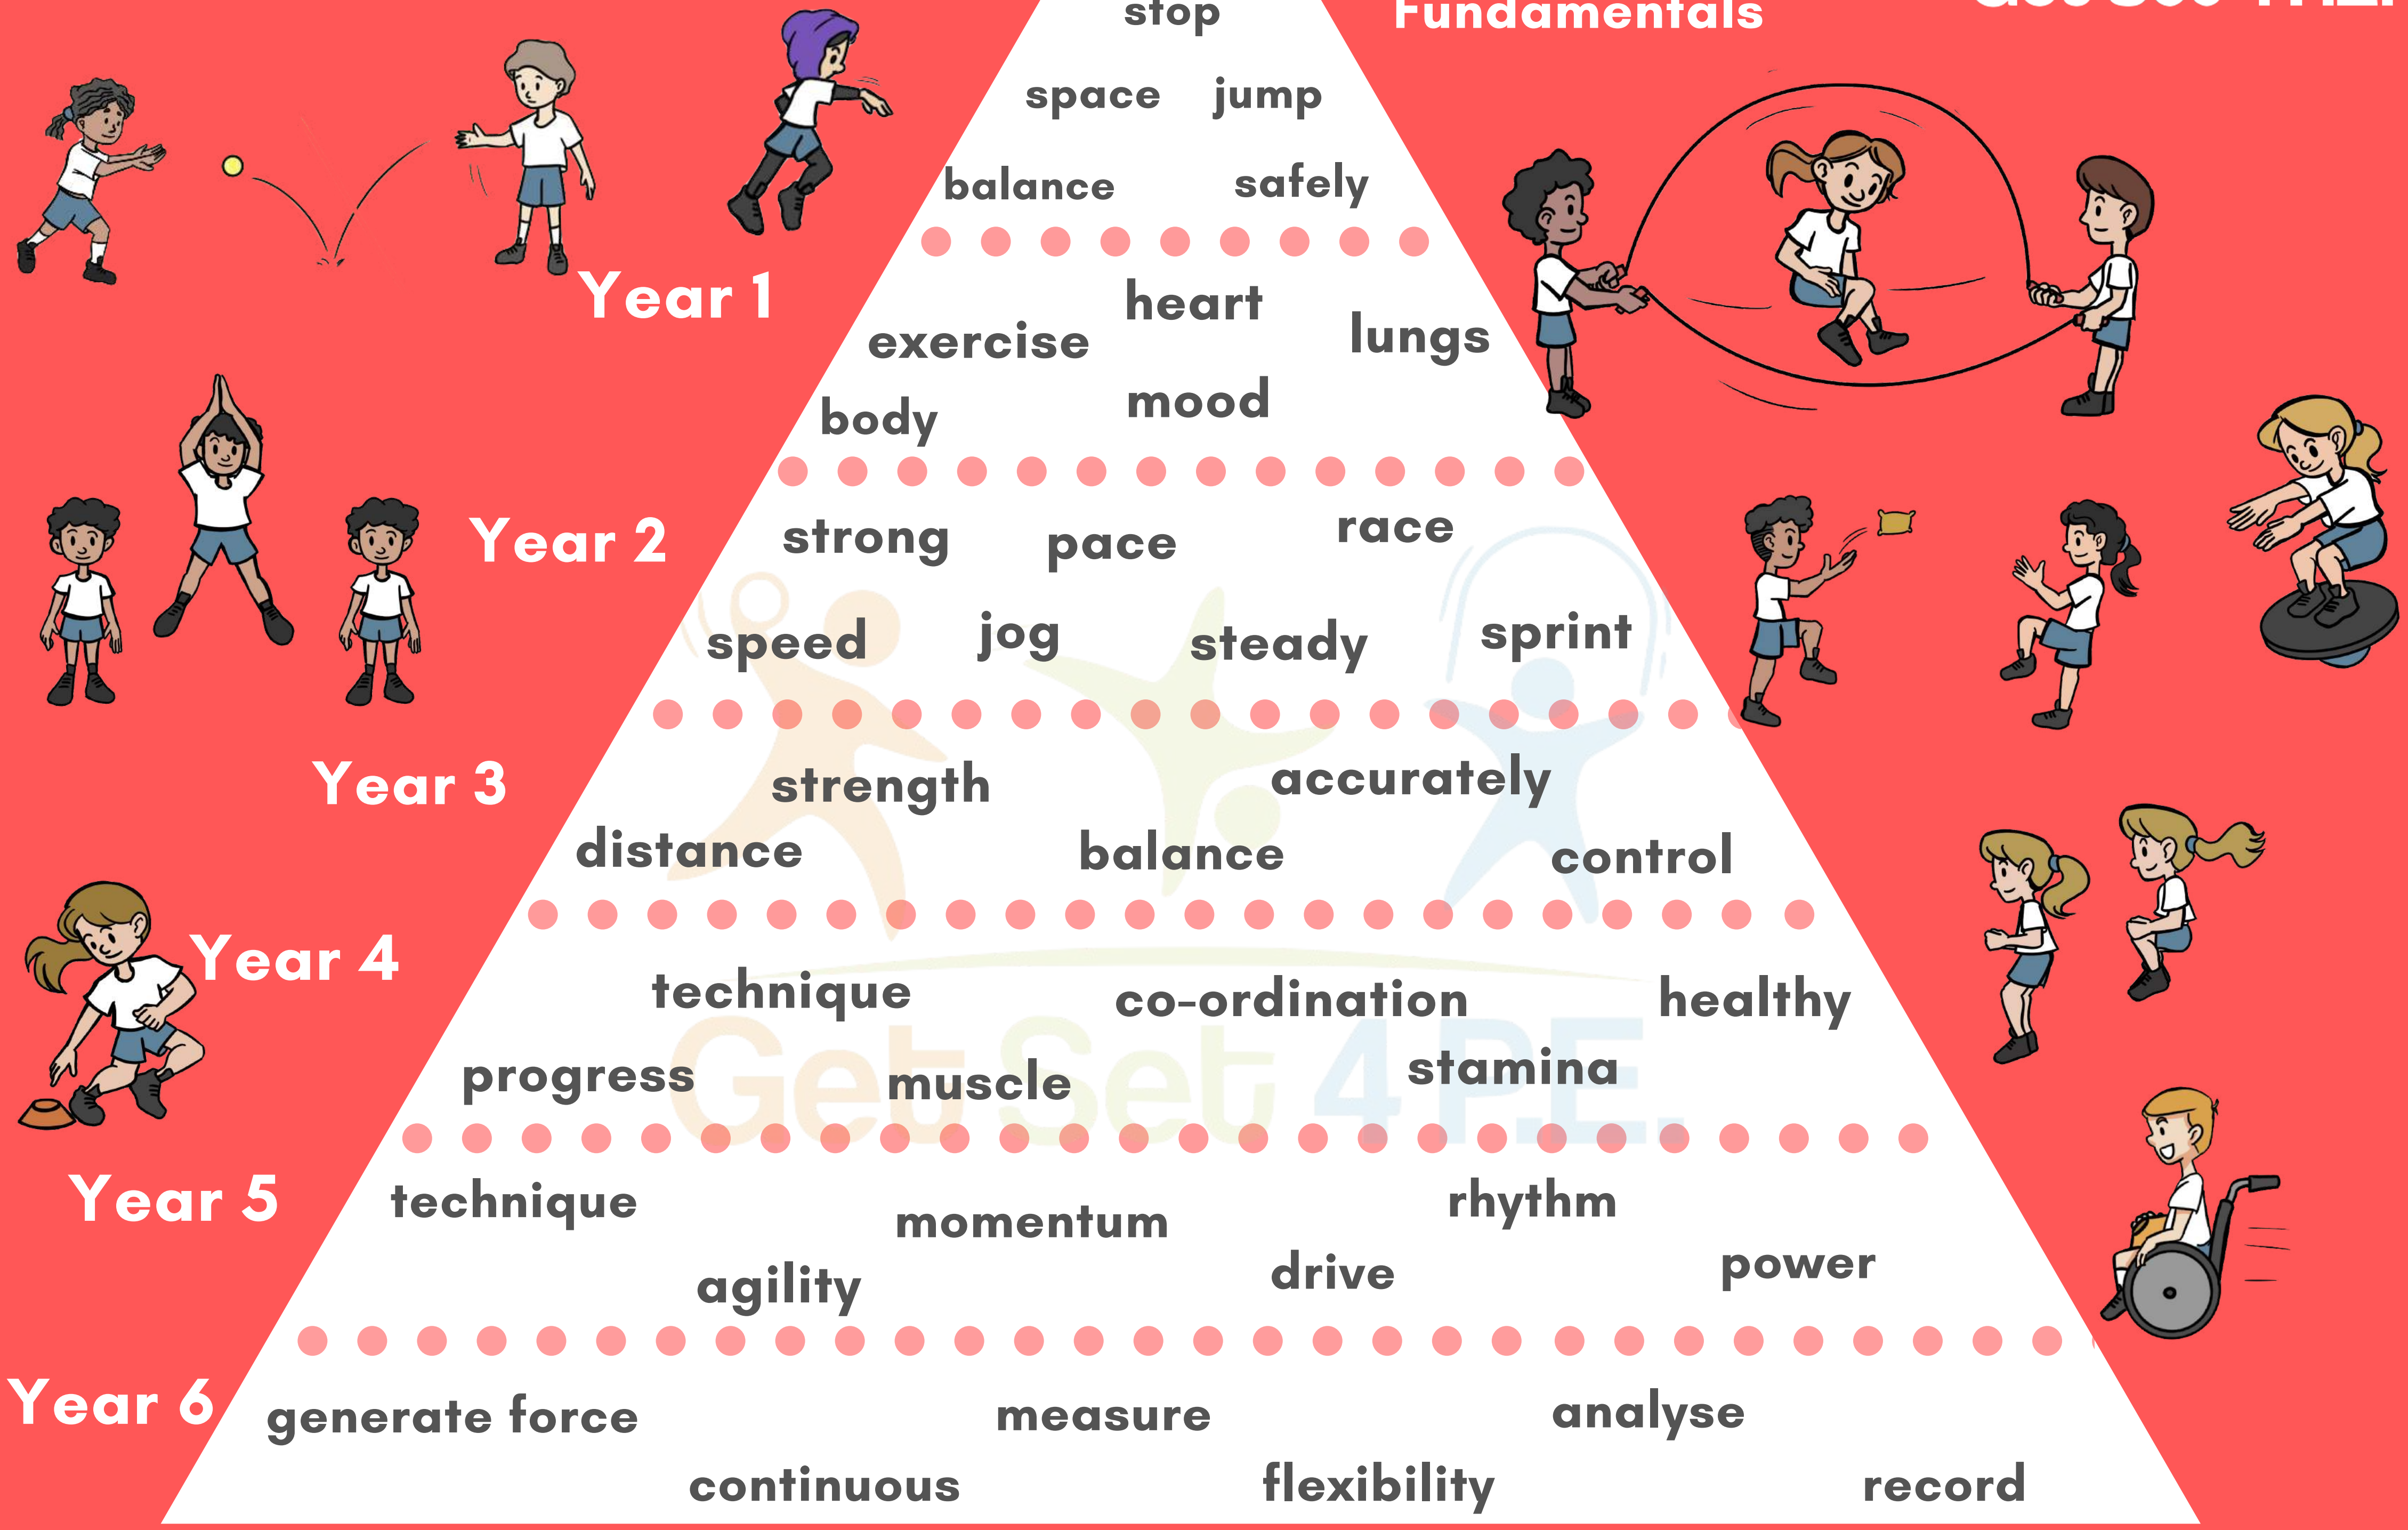 stop
Fundamentals
space jump
balance safely
Year 1
heart
exercise
lungs
mood
body
Year 2
strong
pace
race
speed
jog
steady
sprint
Year 3
strength
accurately
distance
balance
control
Year 4
technique
co-ordination
healthy
progress
muscle
stamina
Get Set 4 P.E.
Year 5
technique
momentum
rhythm
agility
drive
power
Year 6
generate force
measure
analyse
continuous
flexibility
record